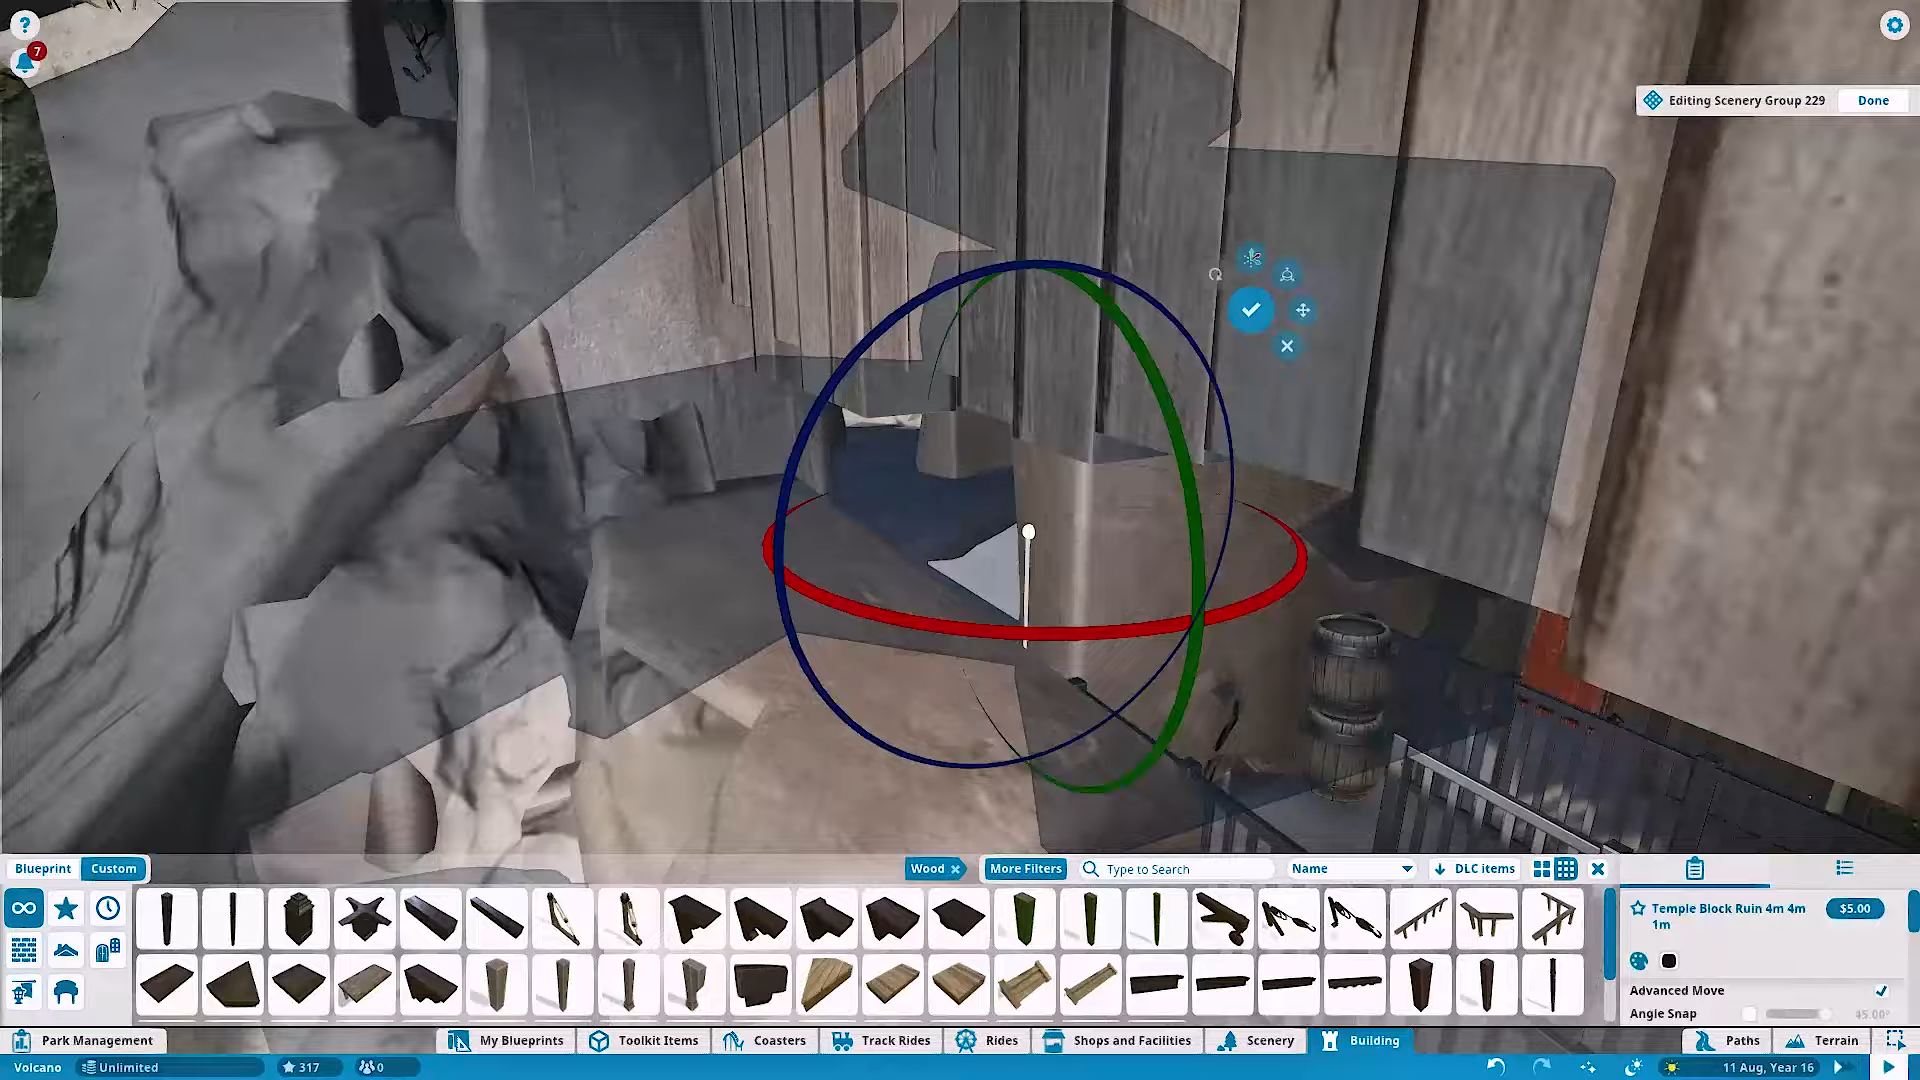 ?
7
Editing Scenery Group 229
Done
Blueprint
Custom
Wood ×
More Filters
Type to Search
Name
DLC items
Temple Block Ruin 4m 4m
1m
$5.00
Advanced Move
Angle Snap
45.00°
Park Management
My Blueprints
Toolkit Items
Coasters
Track Rides
Rides
Shops and Facilities
Scenery
Building
Paths
Terrain
Volcano
Unlimited
317
0
11 Aug, Year 16